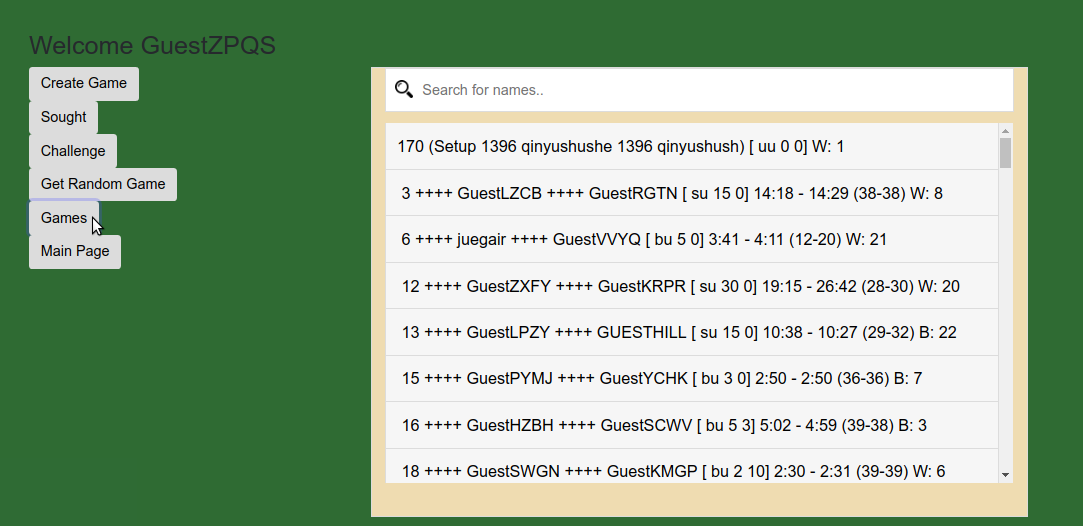 Welcome GuestZPQS
Create Game
Sought
Challenge
Get Random Game
Games
Main Page
Search for names..
170 (Setup 1396 qinyushushe 1396 qinyushush) [ uu 0 0] W: 1
3 ++++ GuestLZCB ++++ GuestRGTN [ su 15 0] 14:18 - 14:29 (38-38) W: 8
6 ++++ juegair ++++ GuestVVYQ [ bu 5 0] 3:41 - 4:11 (12-20) W: 21
12 ++++ GuestZXFY ++++ GuestKRPR [ su 30 0] 19:15 - 26:42 (28-30) W: 20
13 ++++ GuestLPZY ++++ GUESTHILL [ su 15 0] 10:38 - 10:27 (29-32) B: 22
15 ++++ GuestPYMJ ++++ GuestYCHK [ bu 3 0] 2:50 - 2:50 (36-36) B: 7
16 ++++ GuestHZBH ++++ GuestSCWV [ bu 5 3] 5:02 - 4:59 (39-38) B: 3
18 ++++ GuestSWGN ++++ GuestKMGP [ bu 2 10] 2:30 - 2:31 (39-39) W: 6